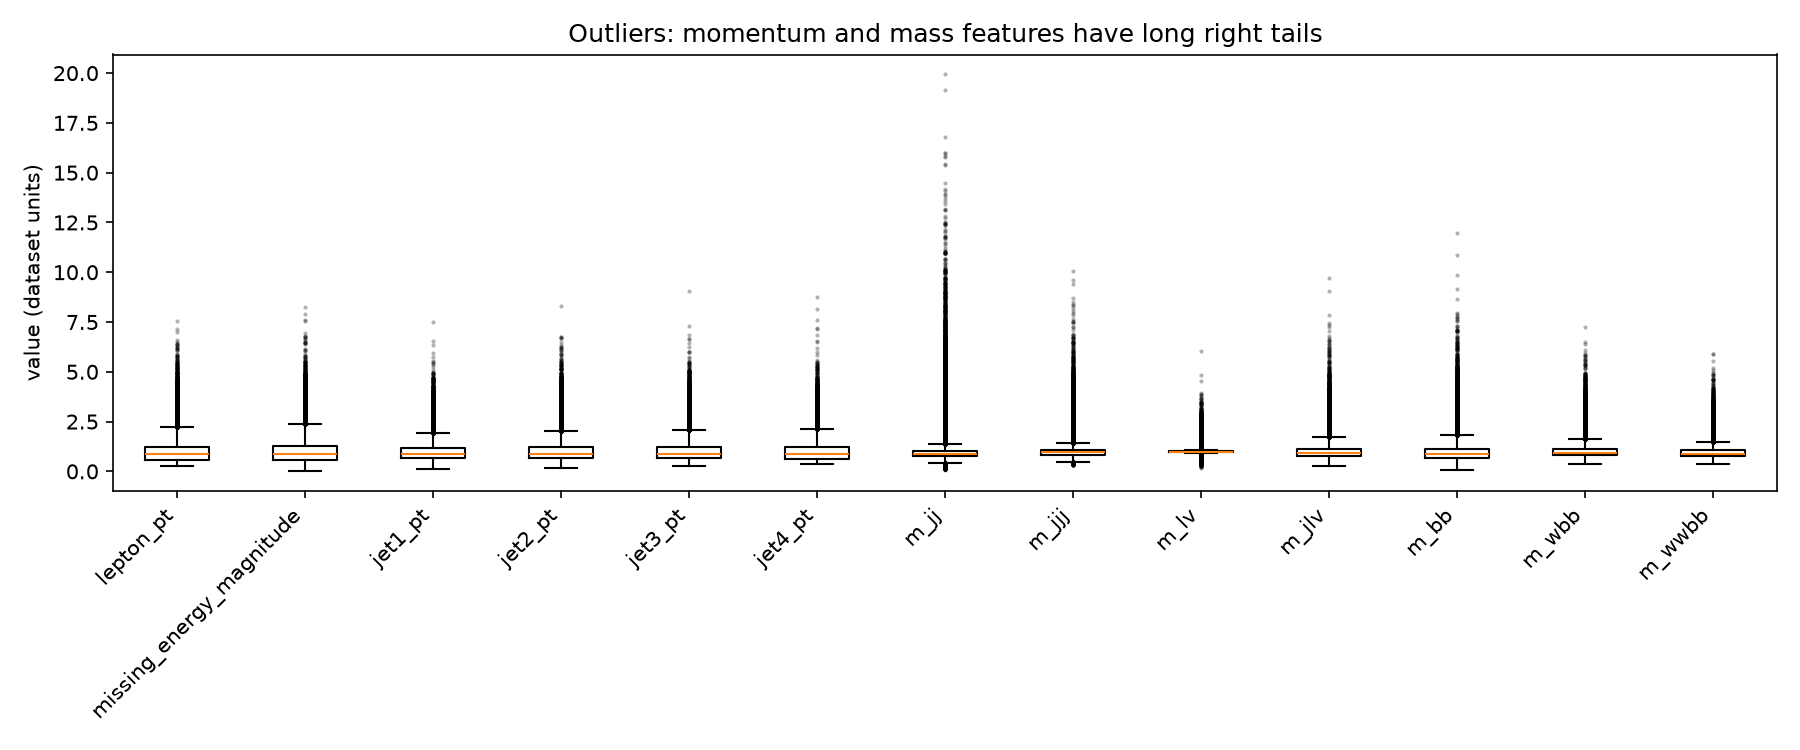 Outliers: momentum and mass features have long right tails
value (dataset units)
20.0
17.5
15.0
12.5
10.0
7.5
5.0
2.5
0.0
lepton_pt
missing_energy_magnitude
jet1_pt
jet2_pt
jet3_pt
jet4_pt
m_jj
m_jjj
m_lv
m_jlv
m_bb
m_wbb
m_wwbb